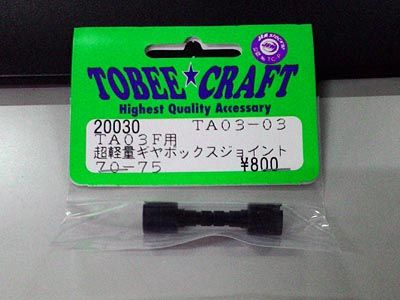 TOBEE★CRAFT
Highest Quality Accessary
20030 TA03-03
TA03F用
超軽量ギヤボックスジョイント
70-75 ¥800